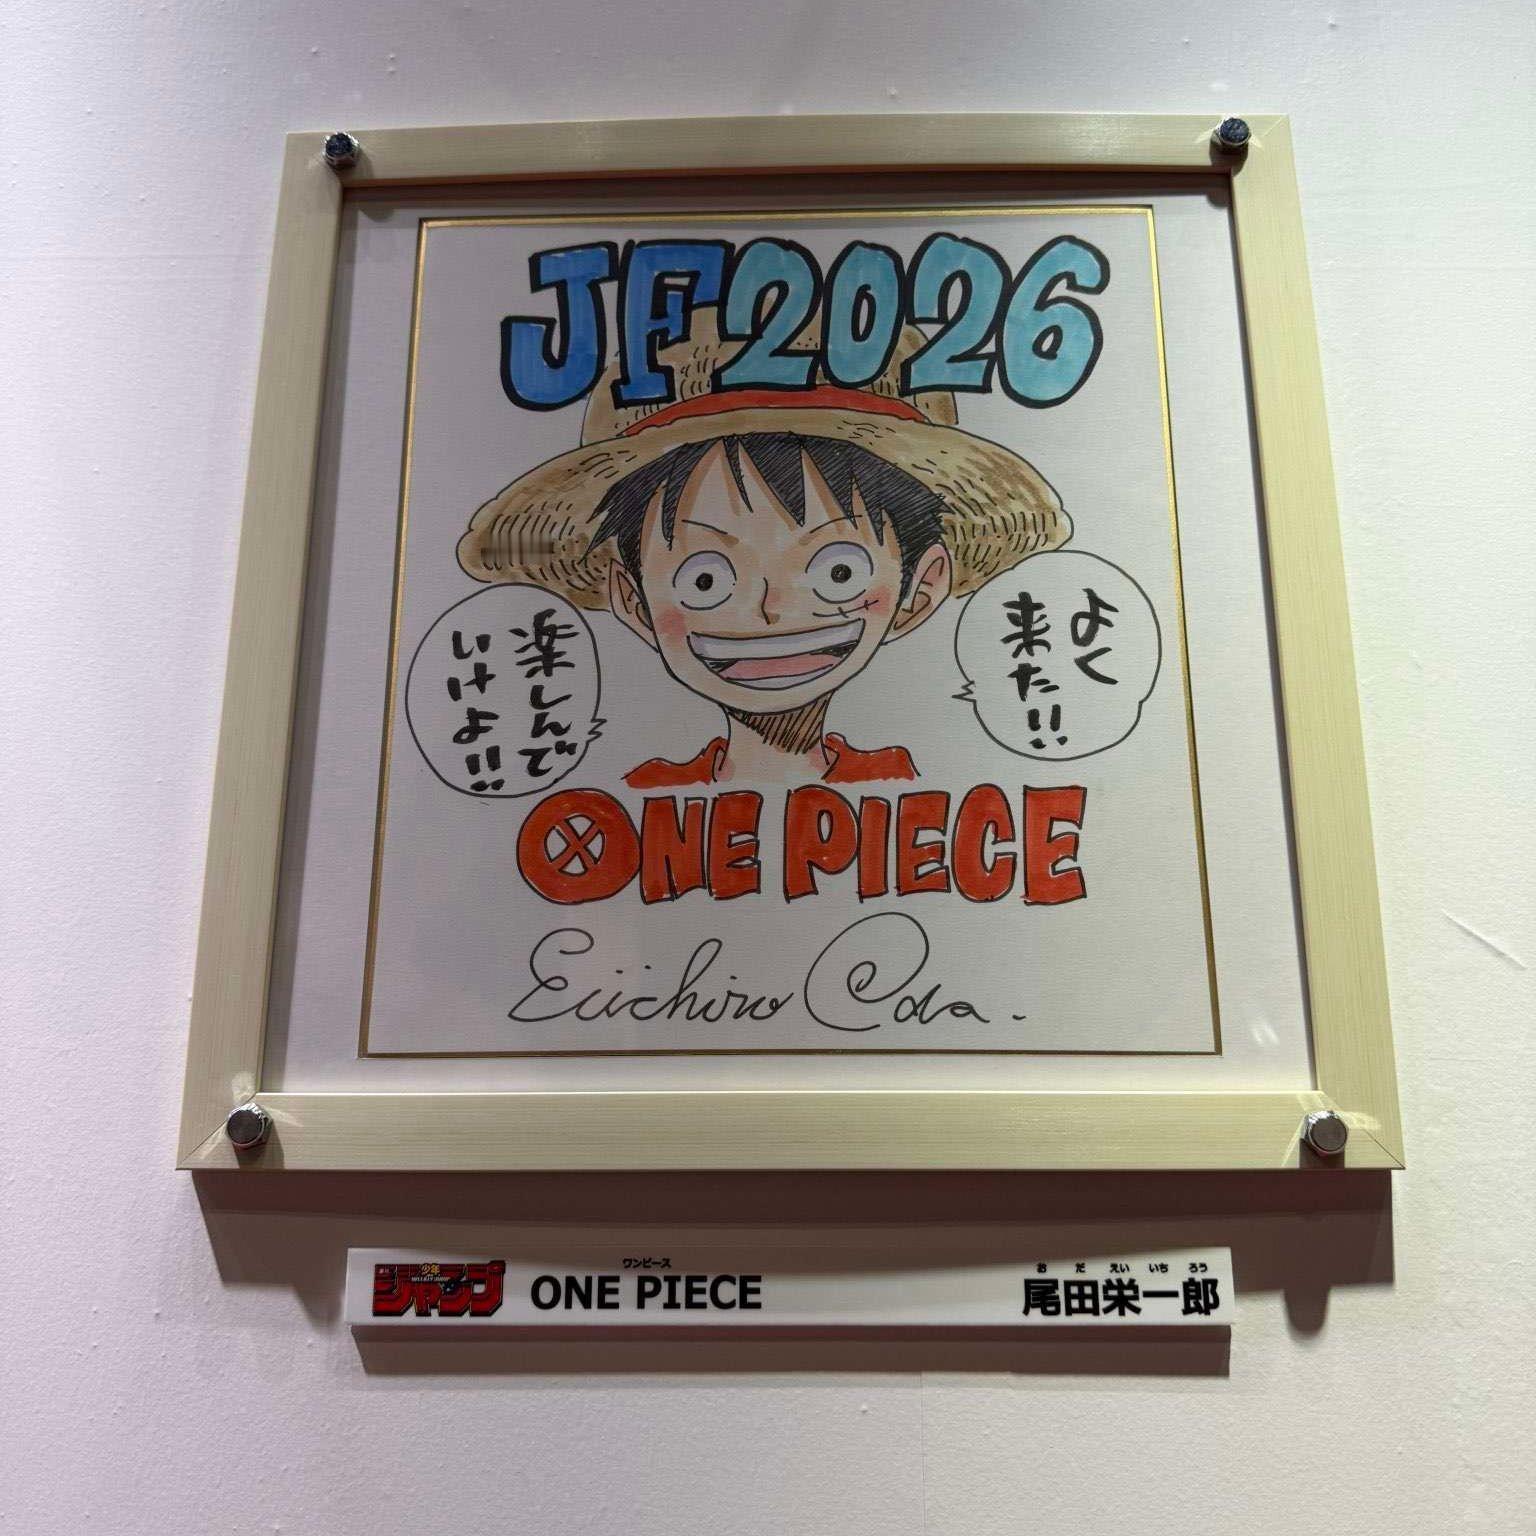 JF2026
よく
来た!!
楽しんで
いけよ!!
ONE PIECE
Eiichiro Oda.
少年
ジャンプ
ワンピース
ONE PIECE
お だ えい いち ろう
尾田栄一郎